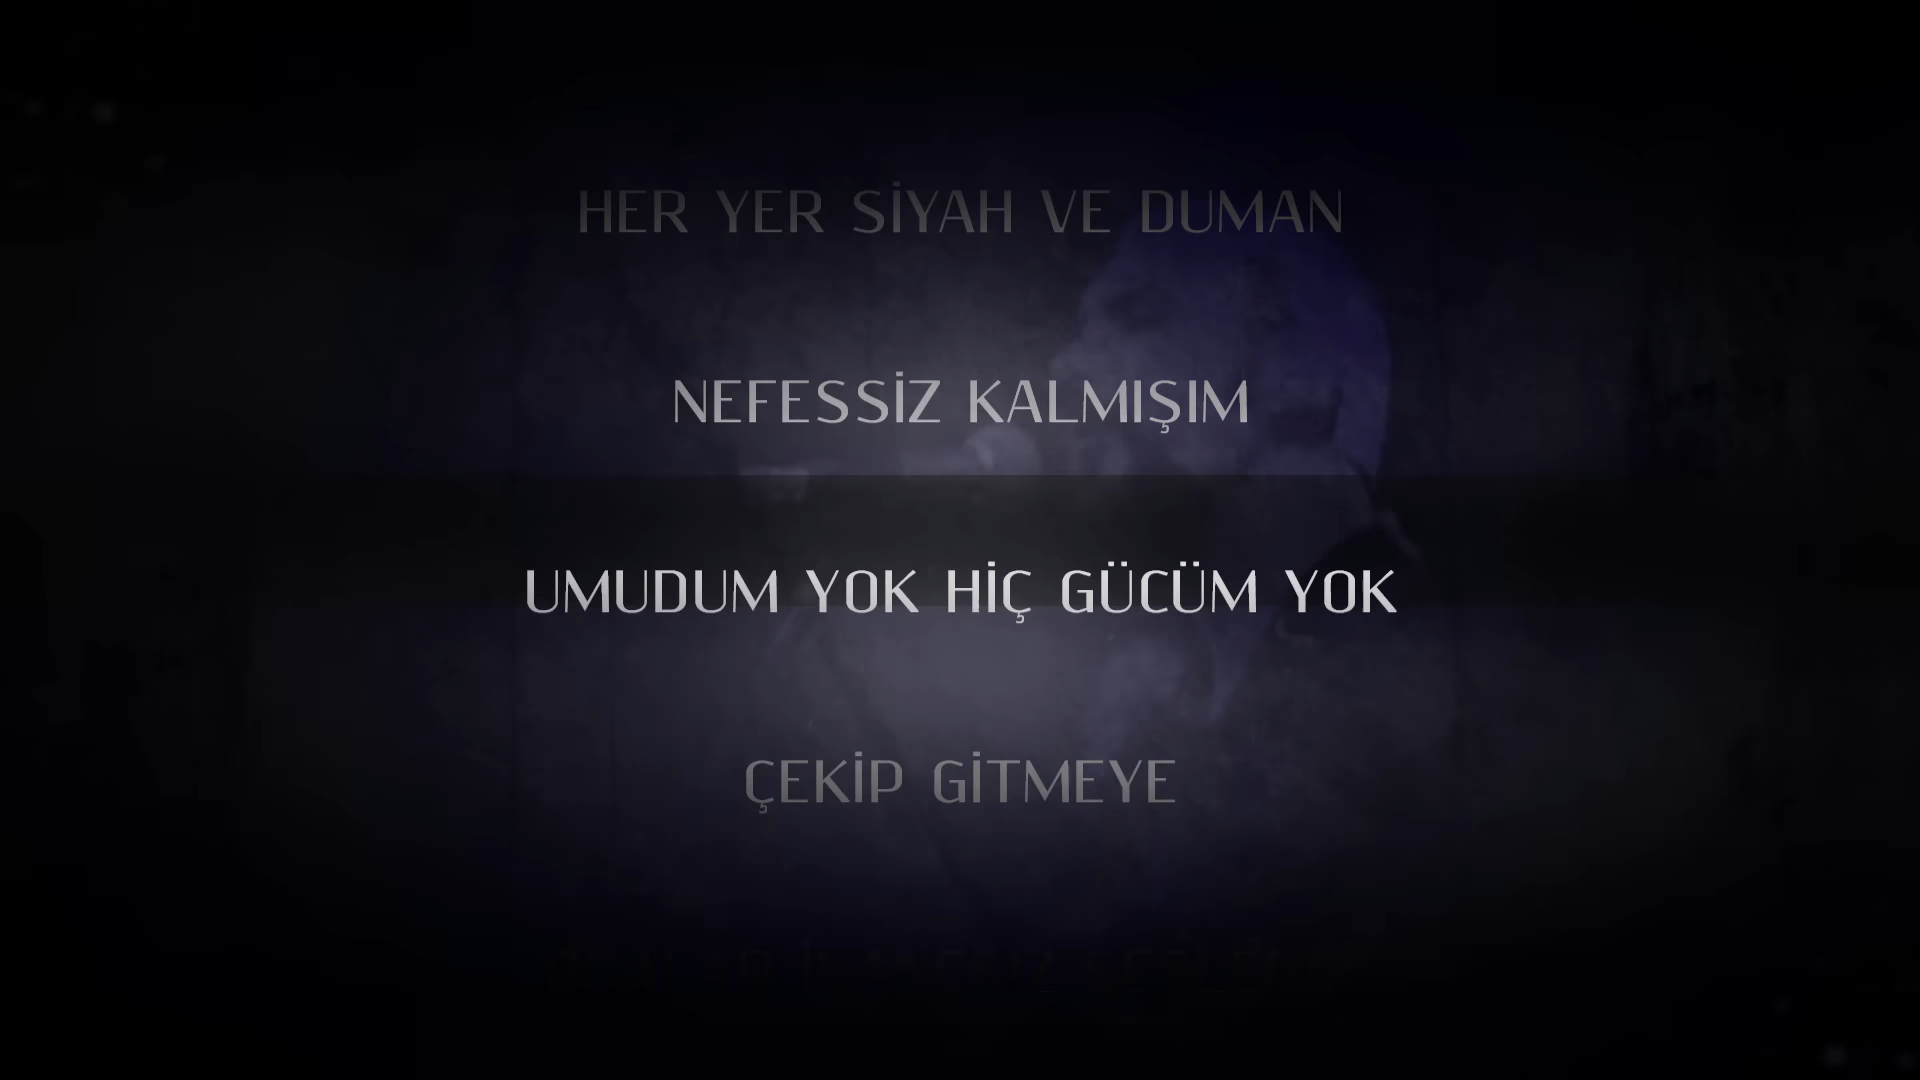 HER YER SİYAH VE DUMAN
NEFESSİZ KALMIŞIM
UMUDUM YOK HİÇ GÜCÜM YOK
ÇEKİP GİTMEYE